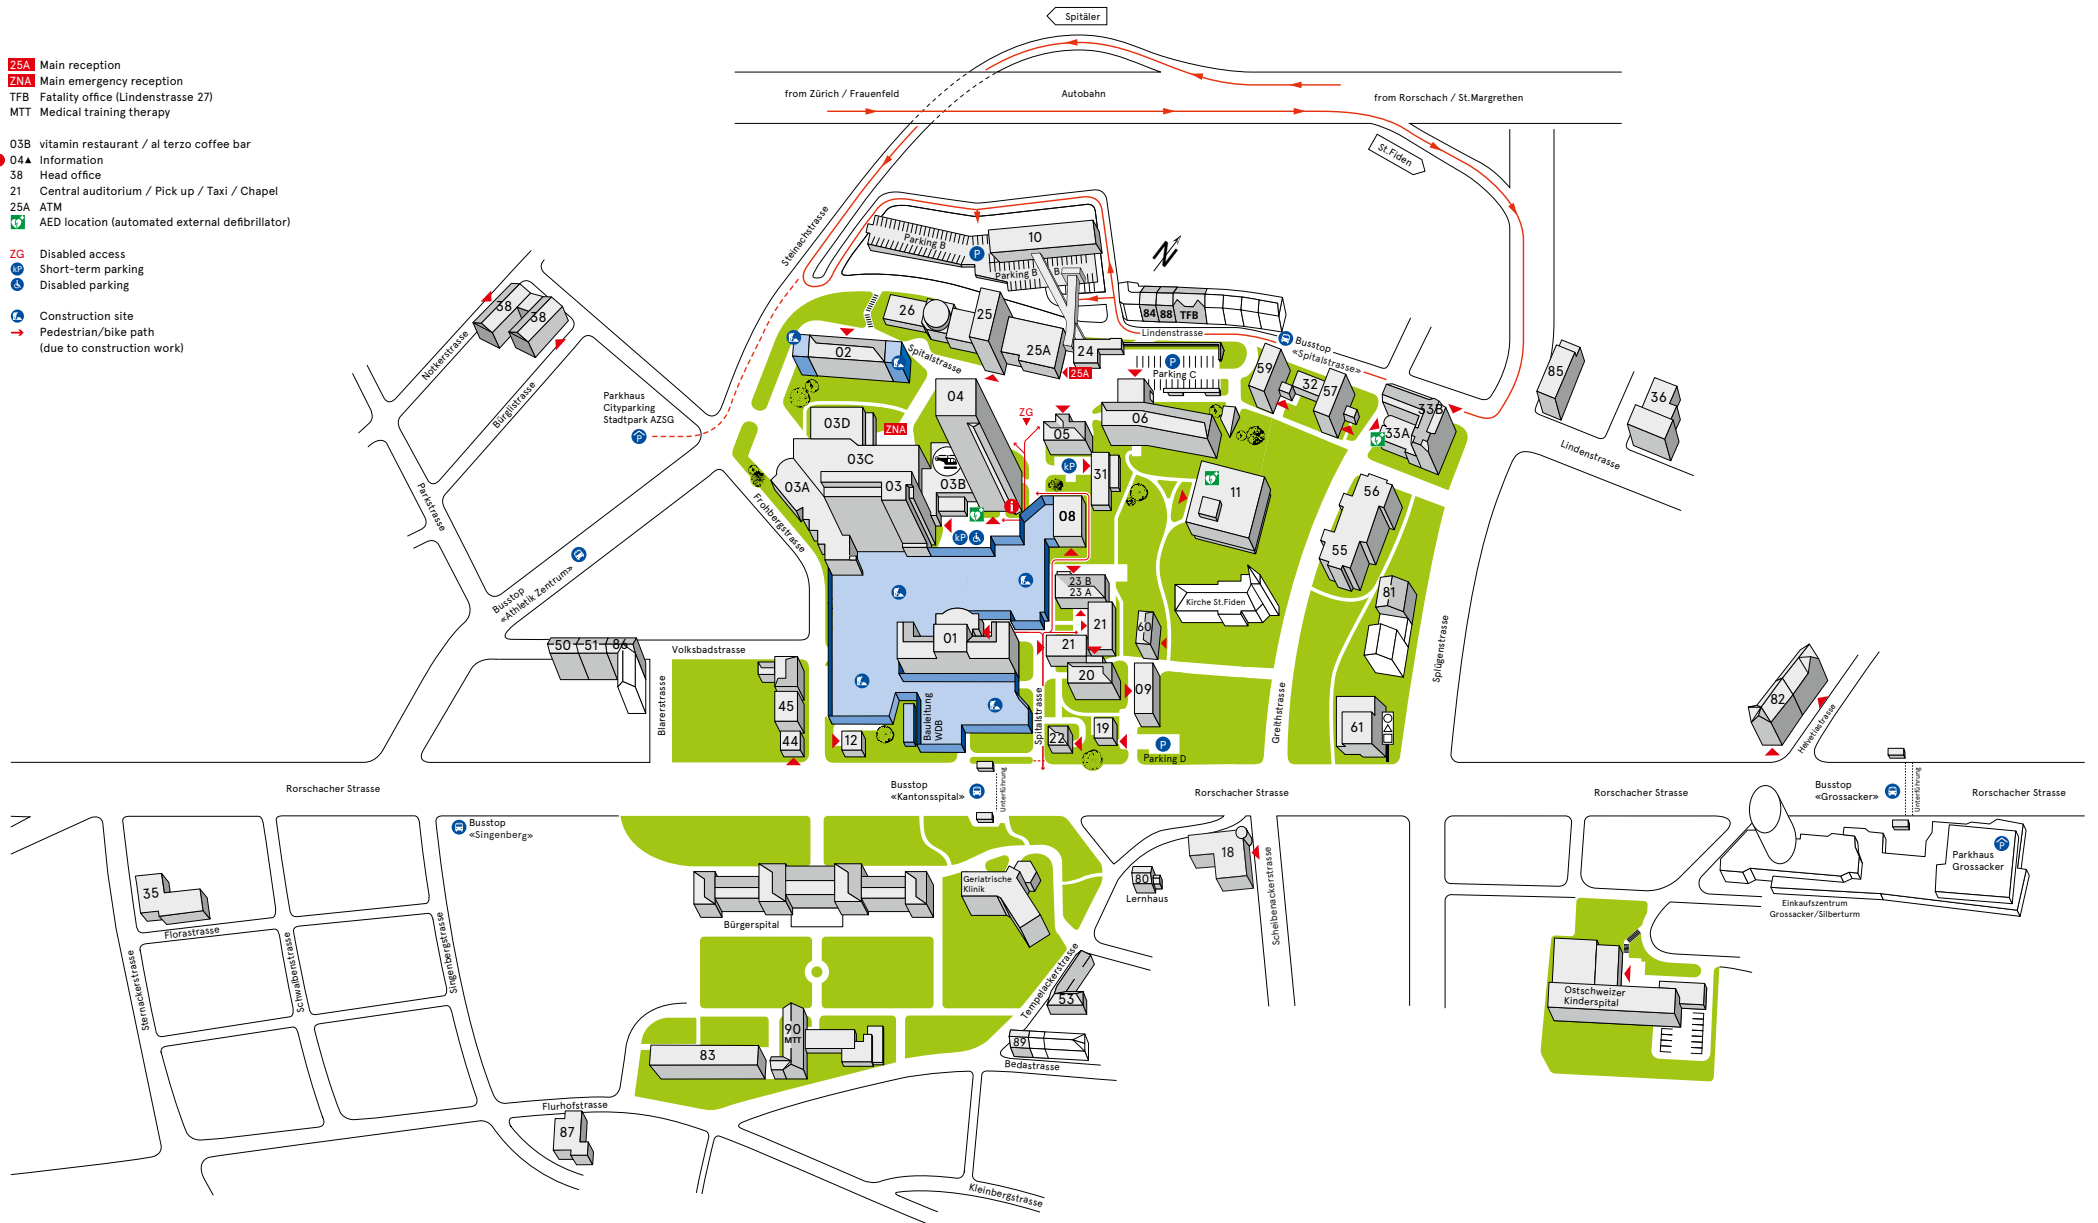 Spitäler
25A Main reception
ZNA Main emergency reception
TFB Fatality office (Lindenstrasse 27)
MTT Medical training therapy
03B vitamin restaurant / al terzo coffee bar
04▲ Information
38 Head office
21 Central auditorium / Pick up / Taxi / Chapel
25A ATM
AED location (automated external defibrillator)
ZG Disabled access
kP Short-term parking
Disabled parking
Construction site
→ Pedestrian/bike path
(due to construction work)
from Zürich / Frauenfeld
Autobahn
from Rorschach / St.Margrethen
St.Fiden
Steinachstrasse
Parking B
P
10
Parking B
B
N
84 88 TFB
Lindenstrasse
Busstop
«Spitalstrasse»
26
25
25A
24
25A
P
Parking C
02
Spitalstrasse
38
38
Notkerstrasse
Bürglistrasse
Parkhaus
Cityparking
Stadtpark AZSG
P
59
32
57
33B
33A
85
36
Lindenstrasse
04
ZG
05
06
03D
ZNA
03C
03A
03
03B
kP
31
11
i
08
56
55
kP
Parkstrasse
Frohbergstrasse
Busstop
«Athletik Zentrum»
23 B
23 A
Kirche St.Fiden
81
21
60
01
21
20
09
50
51
86
Volksbadstrasse
Blarerstrasse
45
44
12
Bauleitung
WDB
Spitalstrasse
22
19
P
Parking D
Greithstrasse
61
Splügenstrasse
82
Helvetiastrasse
Rorschacher Strasse
Busstop
«Kantonsspital»
Unterführung
Rorschacher Strasse
Rorschacher Strasse
Busstop
«Grossacker»
Unterführung
Rorschacher Strasse
Busstop
«Singenberg»
35
Florastrasse
Sternackerstrasse
Schwalbenstrasse
Singenbergstrasse
Bürgerspital
Geriatrische
Klinik
80
Lernhaus
18
Scheibenackerstrasse
Parkhaus
Grossacker
P
Einkaufszentrum
Grossacker/Silberturm
Ostschweizer
Kinderspital
Tempelackerstrasse
53
89
Bedastrasse
90
MTT
83
Flurhofstrasse
87
Kleinbergstrasse